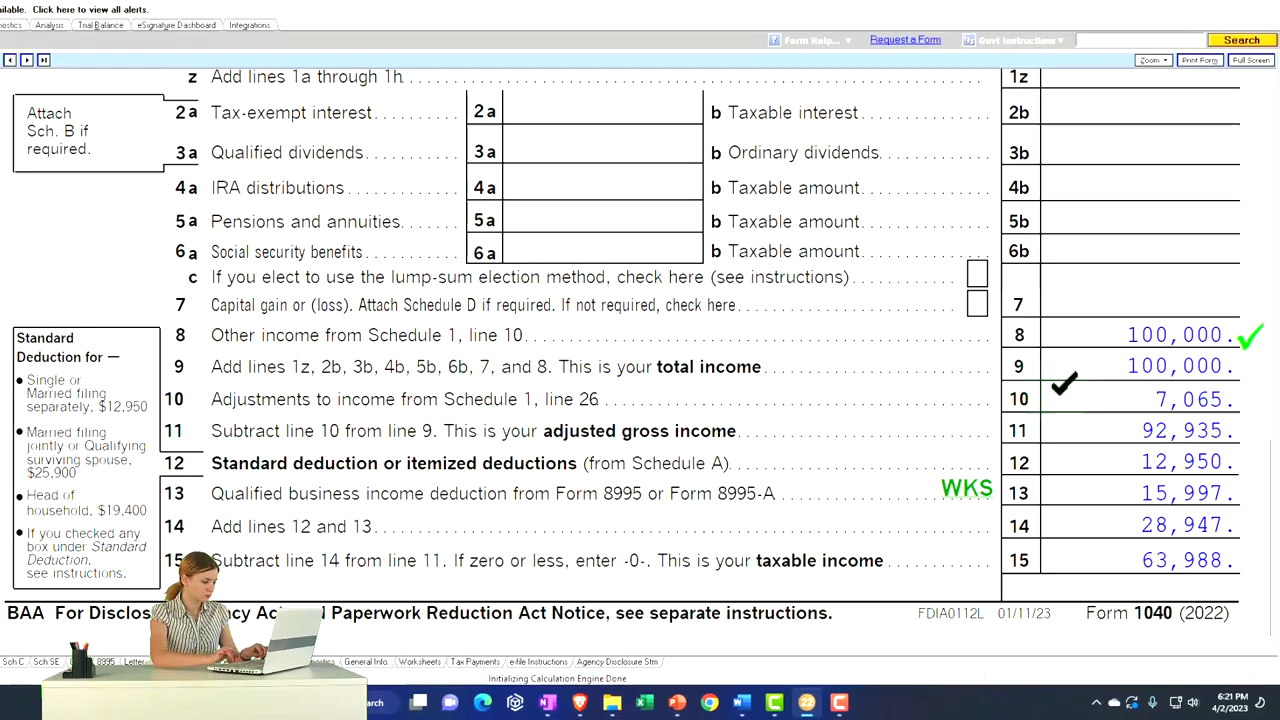 ailable. Click here to view all alerts.
nostics Analysis Trial Balance eSignature Dashboard Integrations
Form Help... Request a Form Govt Instructions Search
Zoom Print Form Full Screen
z Add lines 1a through 1h 1z
Attach
Sch. B if
required.
2a Tax-exempt interest 2a b Taxable interest 2b
3a Qualified dividends 3a b Ordinary dividends 3b
4a IRA distributions 4a b Taxable amount 4b
5a Pensions and annuities 5a b Taxable amount 5b
6a Social security benefits 6a b Taxable amount 6b
c If you elect to use the lump-sum election method, check here (see instructions)
7 Capital gain or (loss). Attach Schedule D if required. If not required, check here 7
Standard
Deduction for —
• Single or
Married filing
separately, $12,950
• Married filing
jointly or Qualifying
surviving spouse,
$25,900
• Head of
household, $19,400
• If you checked any
box under Standard
Deduction,
see instructions.
8 Other income from Schedule 1, line 10 8 100,000.
9 Add lines 1z, 2b, 3b, 4b, 5b, 6b, 7, and 8. This is your total income 9 100,000.
10 Adjustments to income from Schedule 1, line 26 10 7,065.
11 Subtract line 10 from line 9. This is your adjusted gross income 11 92,935.
12 Standard deduction or itemized deductions (from Schedule A) 12 12,950.
13 Qualified business income deduction from Form 8995 or Form 8995-A WKS 13 15,997.
14 Add lines 12 and 13 14 28,947.
15 Subtract line 14 from line 11. If zero or less, enter -0-. This is your taxable income 15 63,988.
BAA For Disclos ncy Act and Paperwork Reduction Act Notice, see separate instructions. FDIA0112L 01/11/23 Form 1040 (2022)
Sch C Sch SE 8995 Letter nostics General Info. Worksheets Tax Payments e-file Instructions Agency Disclosure Stm
Initializing Calculation Engine Done
earch
22
6:21 PM
4/2/2023